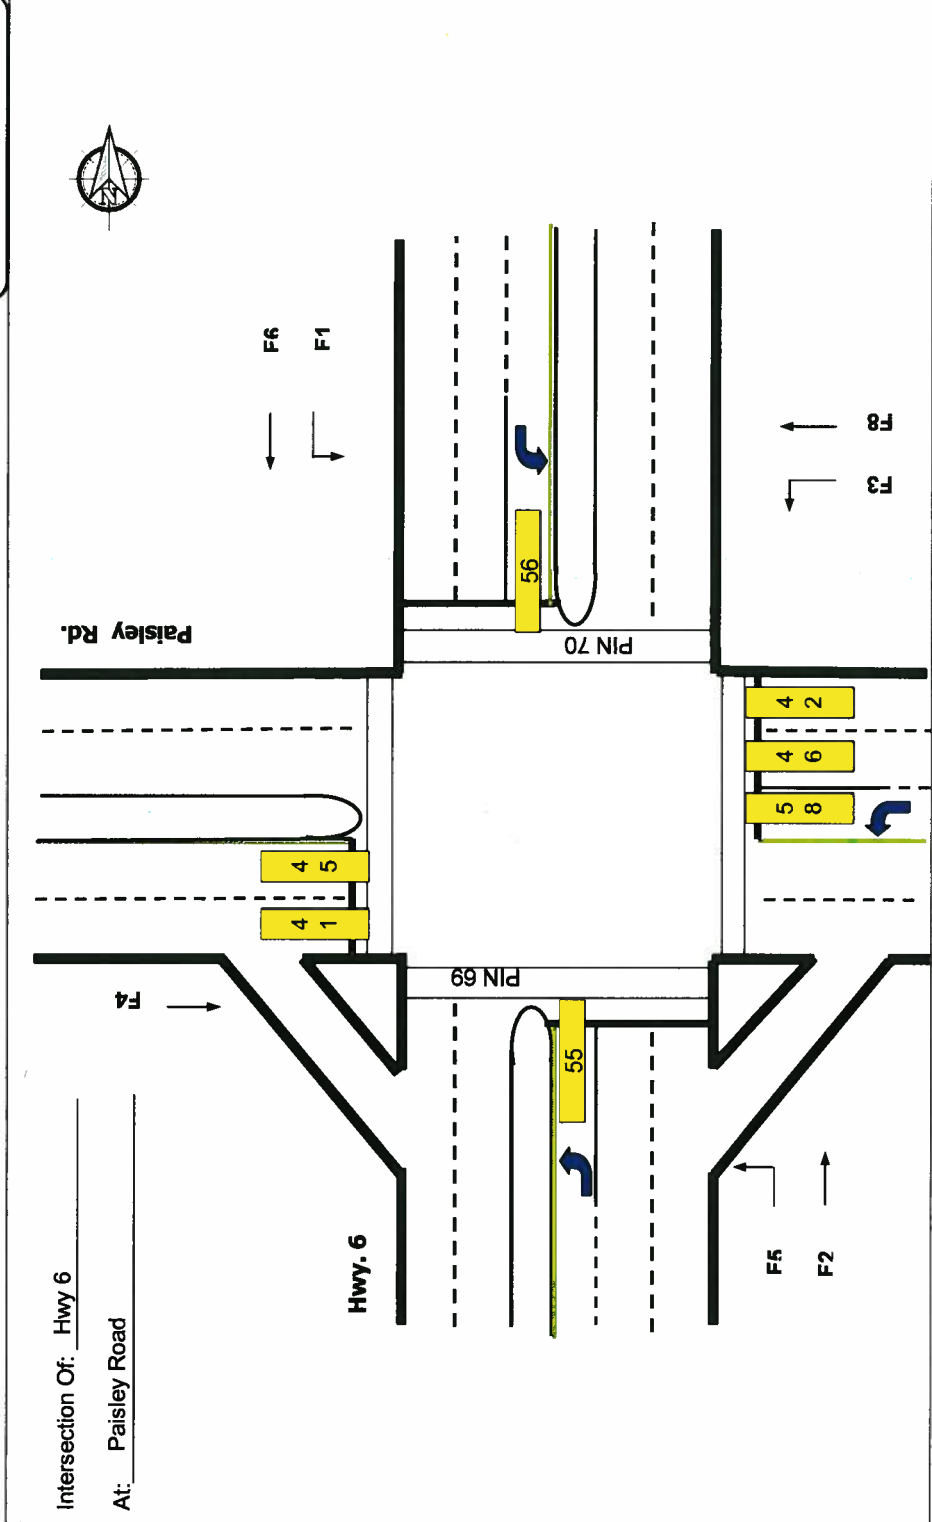 Intersection Of: Hwy 6
At: Paisley Road
N
Paisley Rd.
Hwy. 6
F6
F1
F4
F8
F3
F5
F2
56
PIN 70
4 5
4 1
4 2
4 6
5 8
PIN 69
55